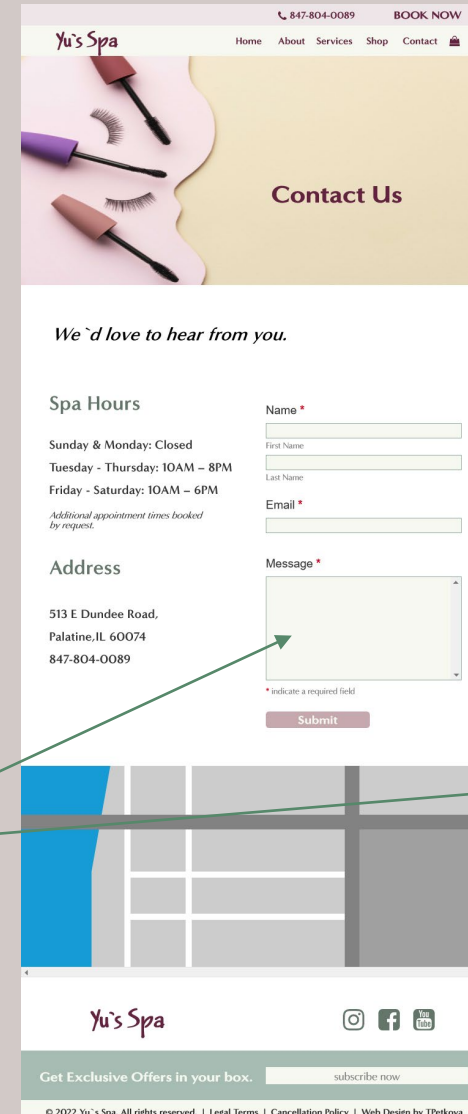 847-804-0089 BOOK NOW
Yu`s Spa Home About Services Shop Contact
Contact Us
We`d love to hear from you.
Spa Hours
Sunday & Monday: Closed
Tuesday - Thursday: 10AM – 8PM
Friday - Saturday: 10AM – 6PM
Additional appointment times booked
by request.
Address
513 E Dundee Road,
Palatine,IL 60074
847-804-0089
Name *
First Name
Last Name
Email *
Message *
* indicate a required field
Submit
Yu`s Spa
You
Tube
Get Exclusive Offers in your box. subscribe now
© 2022 Yu`s Spa. All rights reserved. | Legal Terms | Cancellation Policy | Web Design by TPetkova